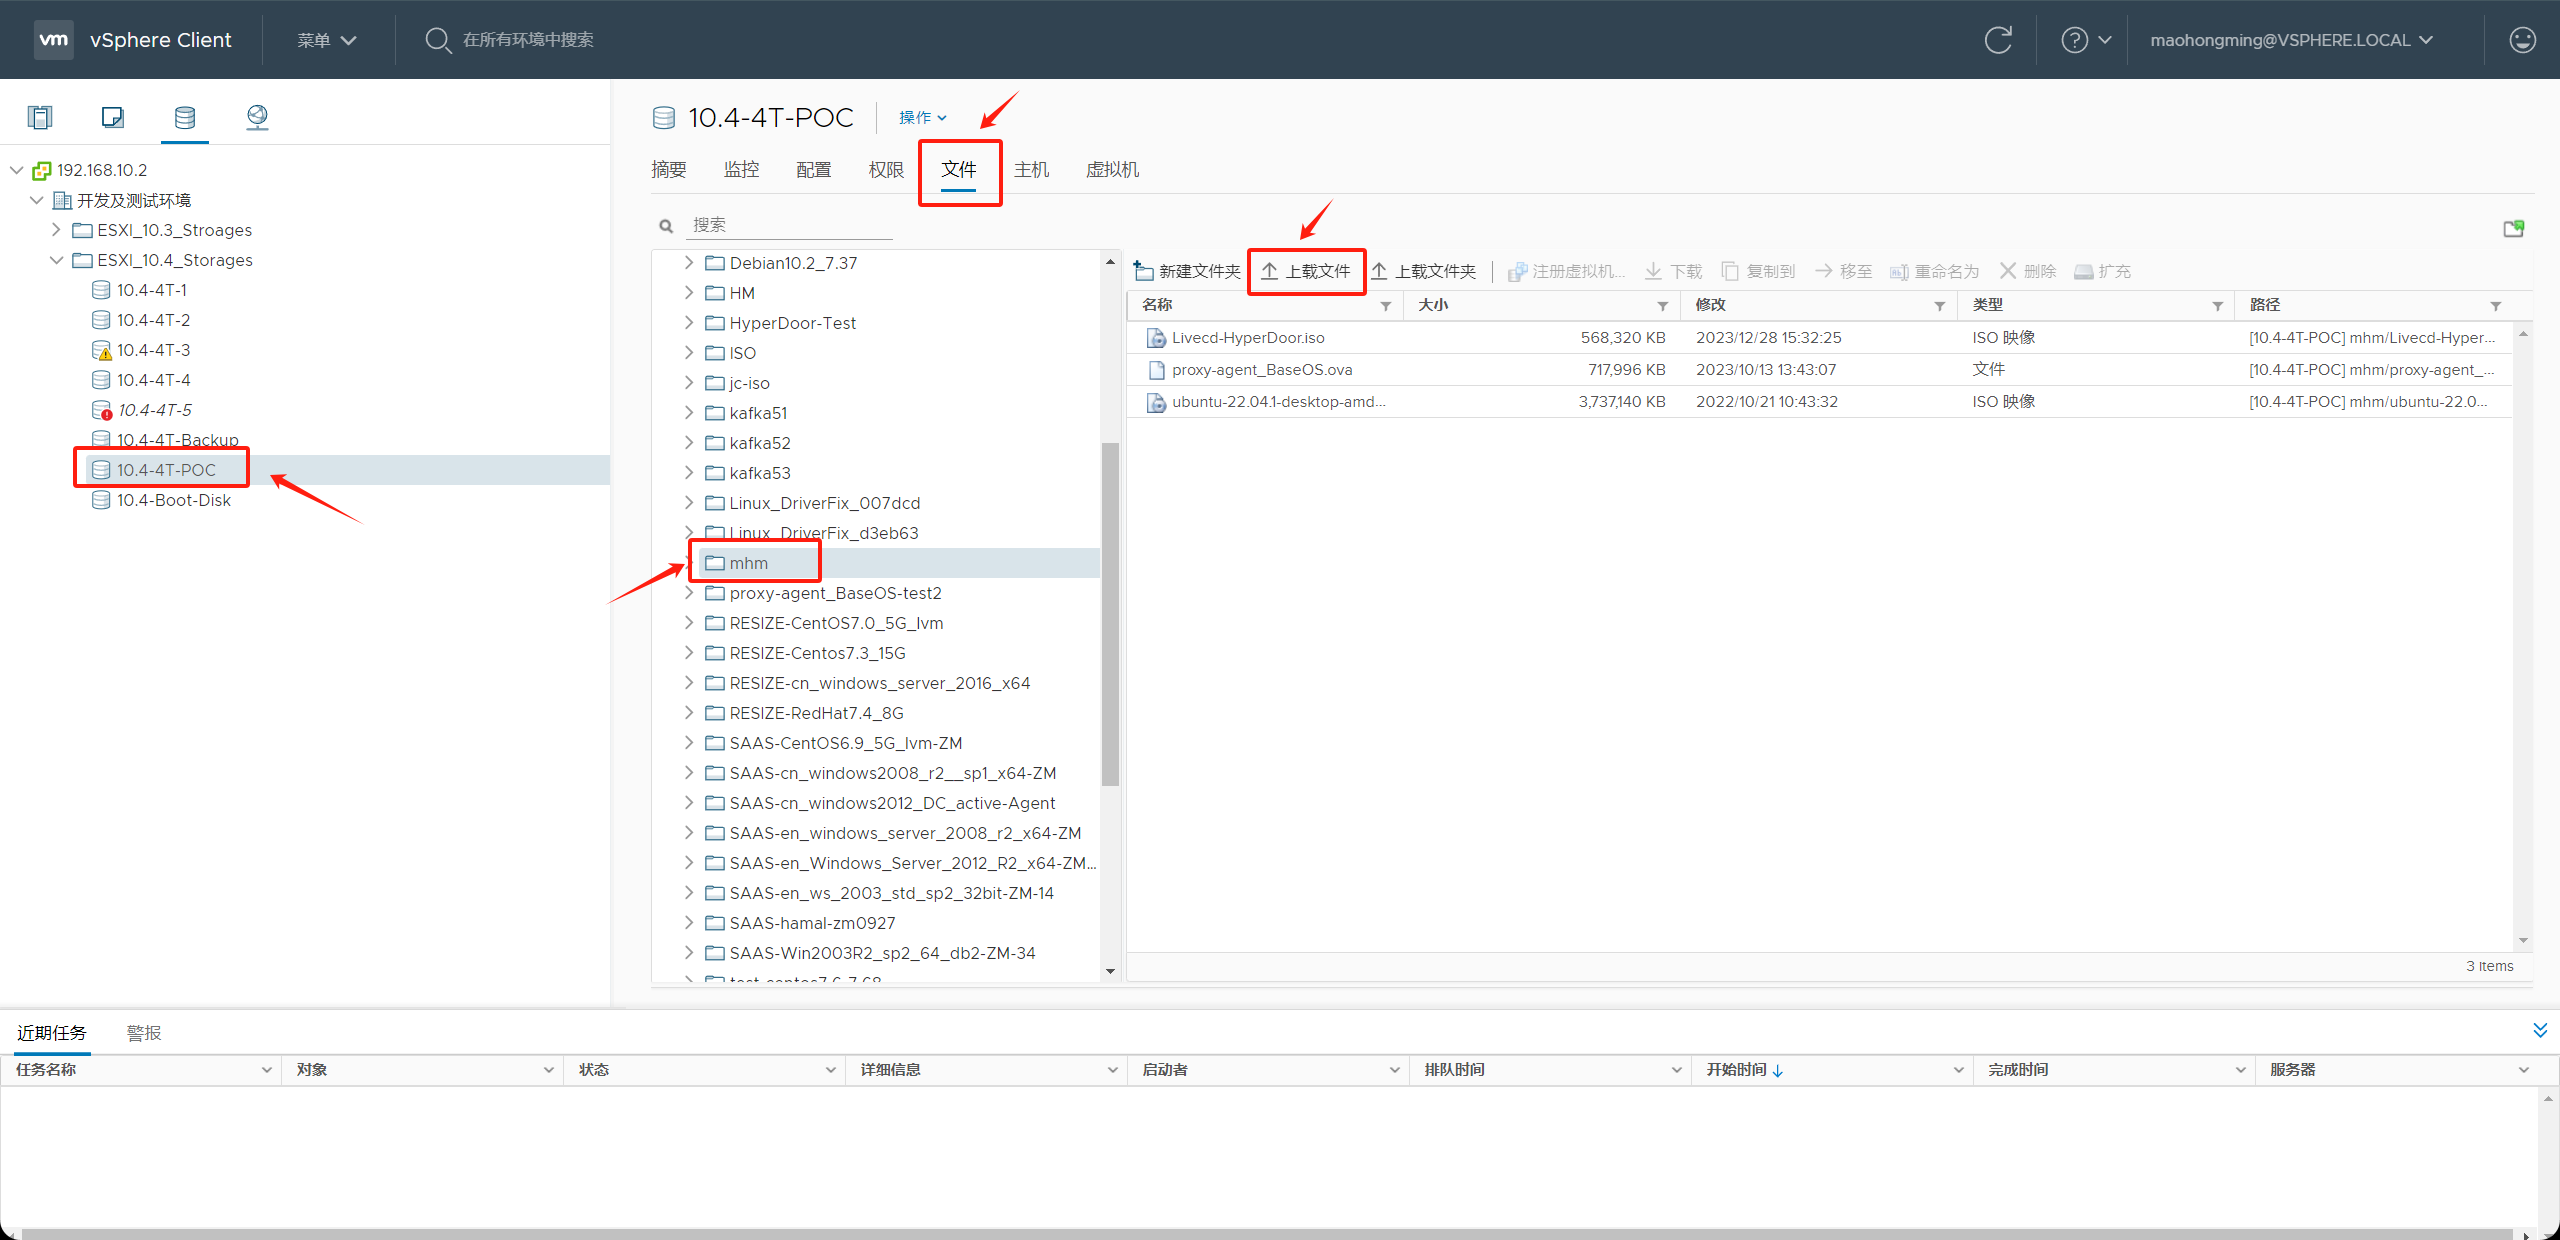 vm vSphere Client 菜单 在所有环境中搜索 maohongming@VSPHERE.LOCAL
192.168.10.2
开发及测试环境
ESXI_10.3_Stroages
ESXI_10.4_Storages
10.4-4T-1
10.4-4T-2
10.4-4T-3
10.4-4T-4
10.4-4T-5
10.4-4T-Backup
10.4-4T-POC
10.4-Boot-Disk
10.4-4T-POC 操作
摘要 监控 配置 权限 文件 主机 虚拟机
搜索
Debian10.2_7.37
HM
HyperDoor-Test
ISO
jc-iso
kafka51
kafka52
kafka53
Linux_DriverFix_007dcd
Linux_DriverFix_d3eb63
mhm
proxy-agent_BaseOS-test2
RESIZE-CentOS7.0_5G_lvm
RESIZE-Centos7.3_15G
RESIZE-cn_windows_server_2016_x64
RESIZE-RedHat7.4_8G
SAAS-CentOS6.9_5G_lvm-ZM
SAAS-cn_windows2008_r2__sp1_x64-ZM
SAAS-cn_windows2012_DC_active-Agent
SAAS-en_windows_server_2008_r2_x64-ZM
SAAS-en_Windows_Server_2012_R2_x64-ZM...
SAAS-en_ws_2003_std_sp2_32bit-ZM-14
SAAS-hamal-zm0927
SAAS-Win2003R2_sp2_64_db2-ZM-34
新建文件夹 上载文件 上载文件夹 注册虚拟机... 下载 复制到 移至 重命名为 删除 扩充
名称 大小 修改 类型 路径
Livecd-HyperDoor.iso 568,320 KB 2023/12/28 15:32:25 ISO 映像 [10.4-4T-POC] mhm/Livecd-Hyper...
proxy-agent_BaseOS.ova 717,996 KB 2023/10/13 13:43:07 文件 [10.4-4T-POC] mhm/proxy-agent_...
ubuntu-22.04.1-desktop-amd... 3,737,140 KB 2022/10/21 10:43:32 ISO 映像 [10.4-4T-POC] mhm/ubuntu-22.0...
3 items
近期任务 警报
任务名称 对象 状态 详细信息 启动者 排队时间 开始时间 完成时间 服务器